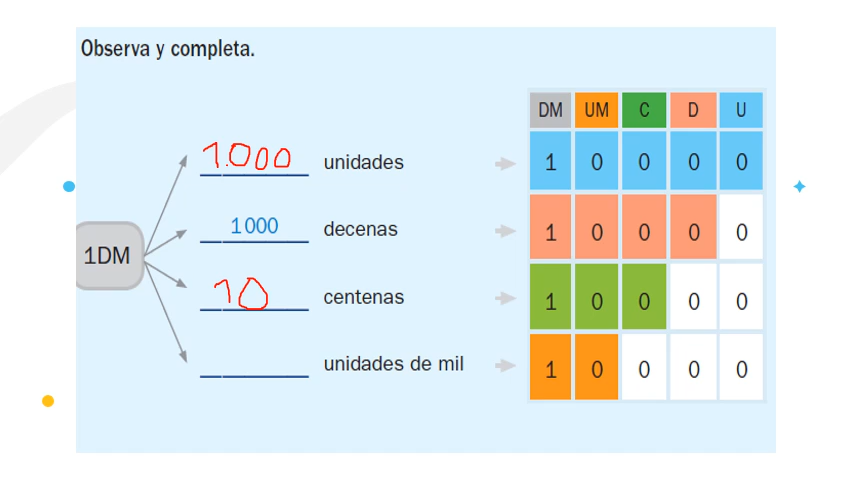 Observa y completa.
DM UM C D U
1.000 unidades 1 0 0 0 0
1000 decenas 1 0 0 0 0
1DM
10 centenas 1 0 0 0 0
unidades de mil 1 0 0 0 0